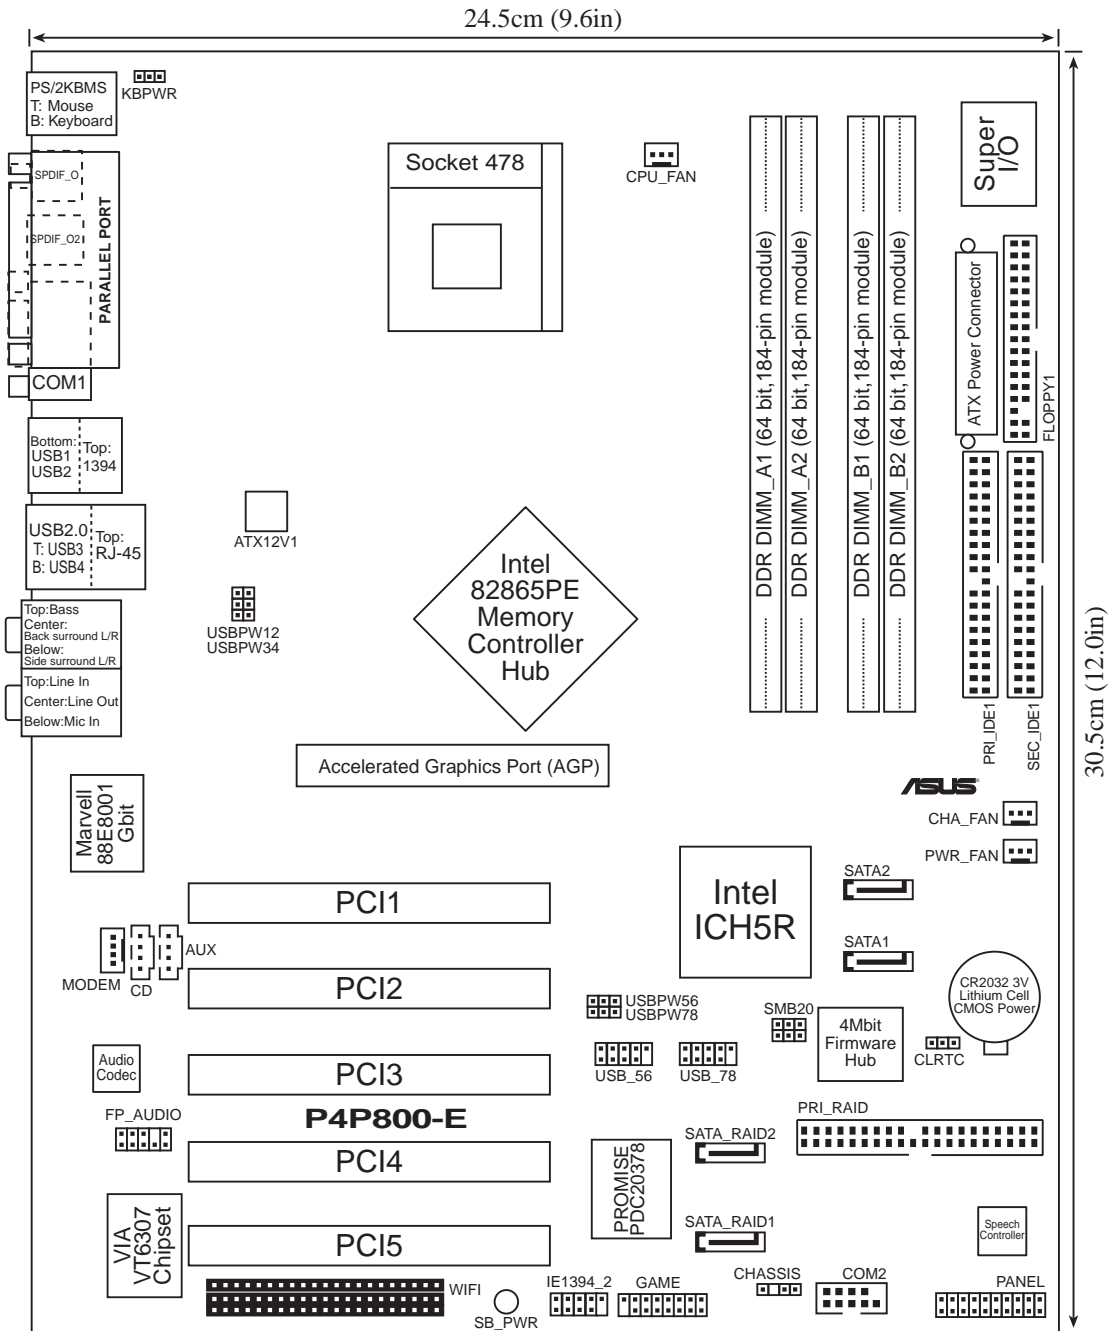 24.5cm (9.6in)
30.5cm (12.0in)
PS/2KBMS
T: Mouse
B: Keyboard
KBPWR
SPDIF_O
SPDIF_O2
PARALLEL PORT
COM1
Bottom:
USB1
USB2
Top:
1394
USB2.0
T: USB3
B: USB4
Top:
RJ-45
Top:Bass
Center:
Back surround L/R
Below:
Side surround L/R
Top:Line In
Center:Line Out
Below:Mic In
Socket 478
CPU_FAN
DDR DIMM_A1 (64 bit,184-pin module)
DDR DIMM_A2 (64 bit,184-pin module)
DDR DIMM_B1 (64 bit,184-pin module)
DDR DIMM_B2 (64 bit,184-pin module)
Super
I/O
ATX Power Connector
FLOPPY1
PRI_IDE1
SEC_IDE1
ATX12V1
USBPW12
USBPW34
Intel
82865PE
Memory
Controller
Hub
Accelerated Graphics Port (AGP)
ASUS
CHA_FAN
PWR_FAN
Marvell
88E8001
Gbit
PCI1
Intel
ICH5R
SATA2
SATA1
MODEM
CD
AUX
PCI2
USBPW56
USBPW78
SMB20
4Mbit
Firmware
Hub
CR2032 3V
Lithium Cell
CMOS Power
CLRTC
Audio
Codec
PCI3
USB_56
USB_78
FP_AUDIO
P4P800-E
PRI_RAID
PCI4
PROMISE
PDC20378
SATA_RAID2
SATA_RAID1
VIA
VT6307
Chipset
PCI5
Speech
Controller
WIFI
SB_PWR
IE1394_2
GAME
CHASSIS
COM2
PANEL